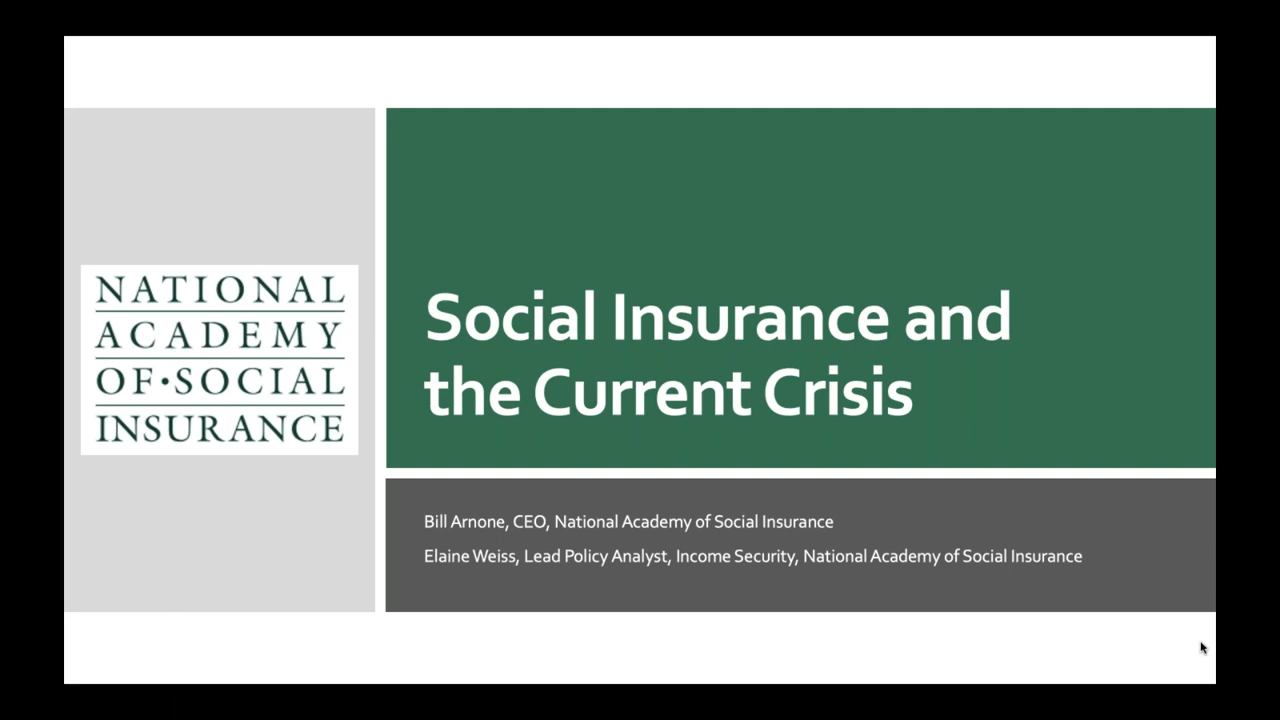 NATIONAL
ACADEMY
OF•SOCIAL
INSURANCE
Social Insurance and
the Current Crisis
Bill Arnone, CEO, National Academy of Social Insurance
Elaine Weiss, Lead Policy Analyst, Income Security, National Academy of Social Insurance